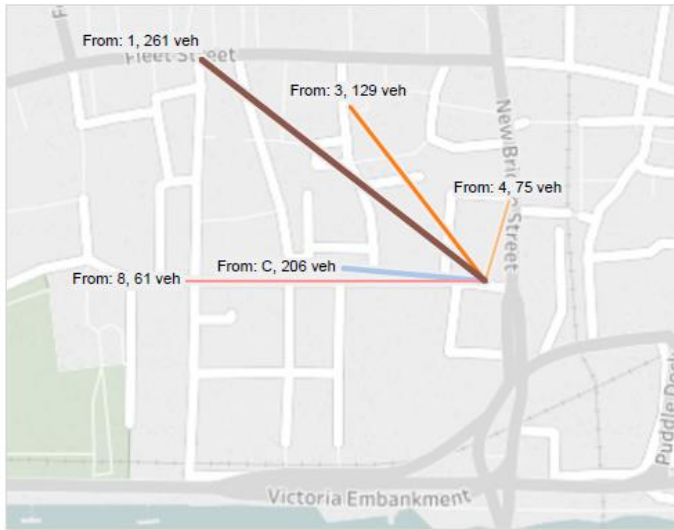 From: 1, 261 veh
Fleet Street
From: 3, 129 veh
New Bridge Street
From: 4, 75 veh
From: C, 206 veh
From: 8, 61 veh
Puddle Dock
Victoria Embankment